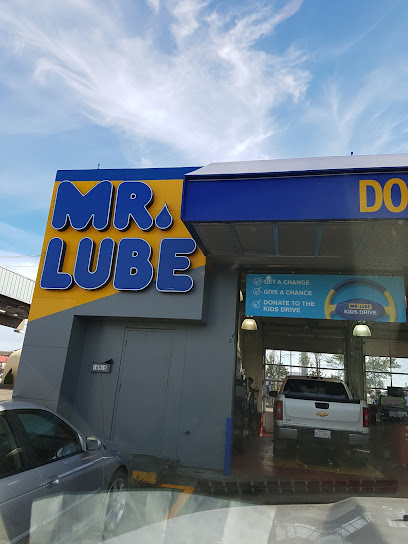 MR.
LUBE
DO
GET A CHANGE
GIVE A CHANCE
DONATE TO THE
KIDS DRIVE
MR. LUBE
KIDS DRIVE